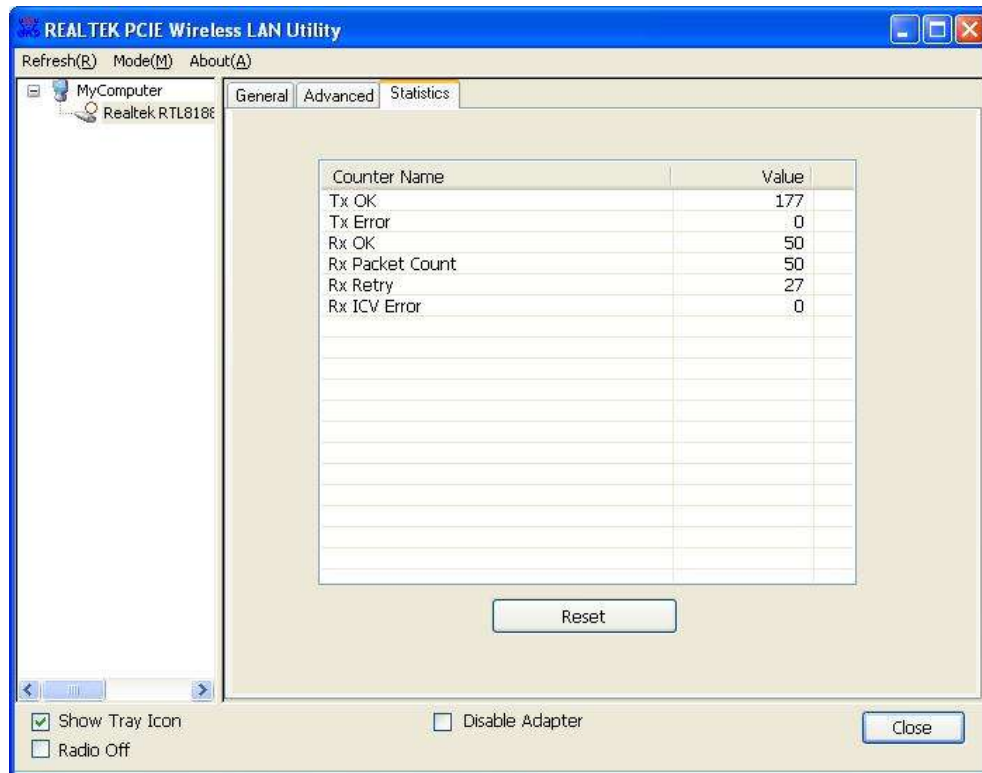 REALTEK PCIE Wireless LAN Utility
Refresh(R) Mode(M) About(A)
MyComputer
Realtek RTL8188
General Advanced Statistics
Counter Name Value
Tx OK 177
Tx Error 0
Rx OK 50
Rx Packet Count 50
Rx Retry 27
Rx ICV Error 0
Reset
Show Tray Icon
Disable Adapter
Close
Radio Off